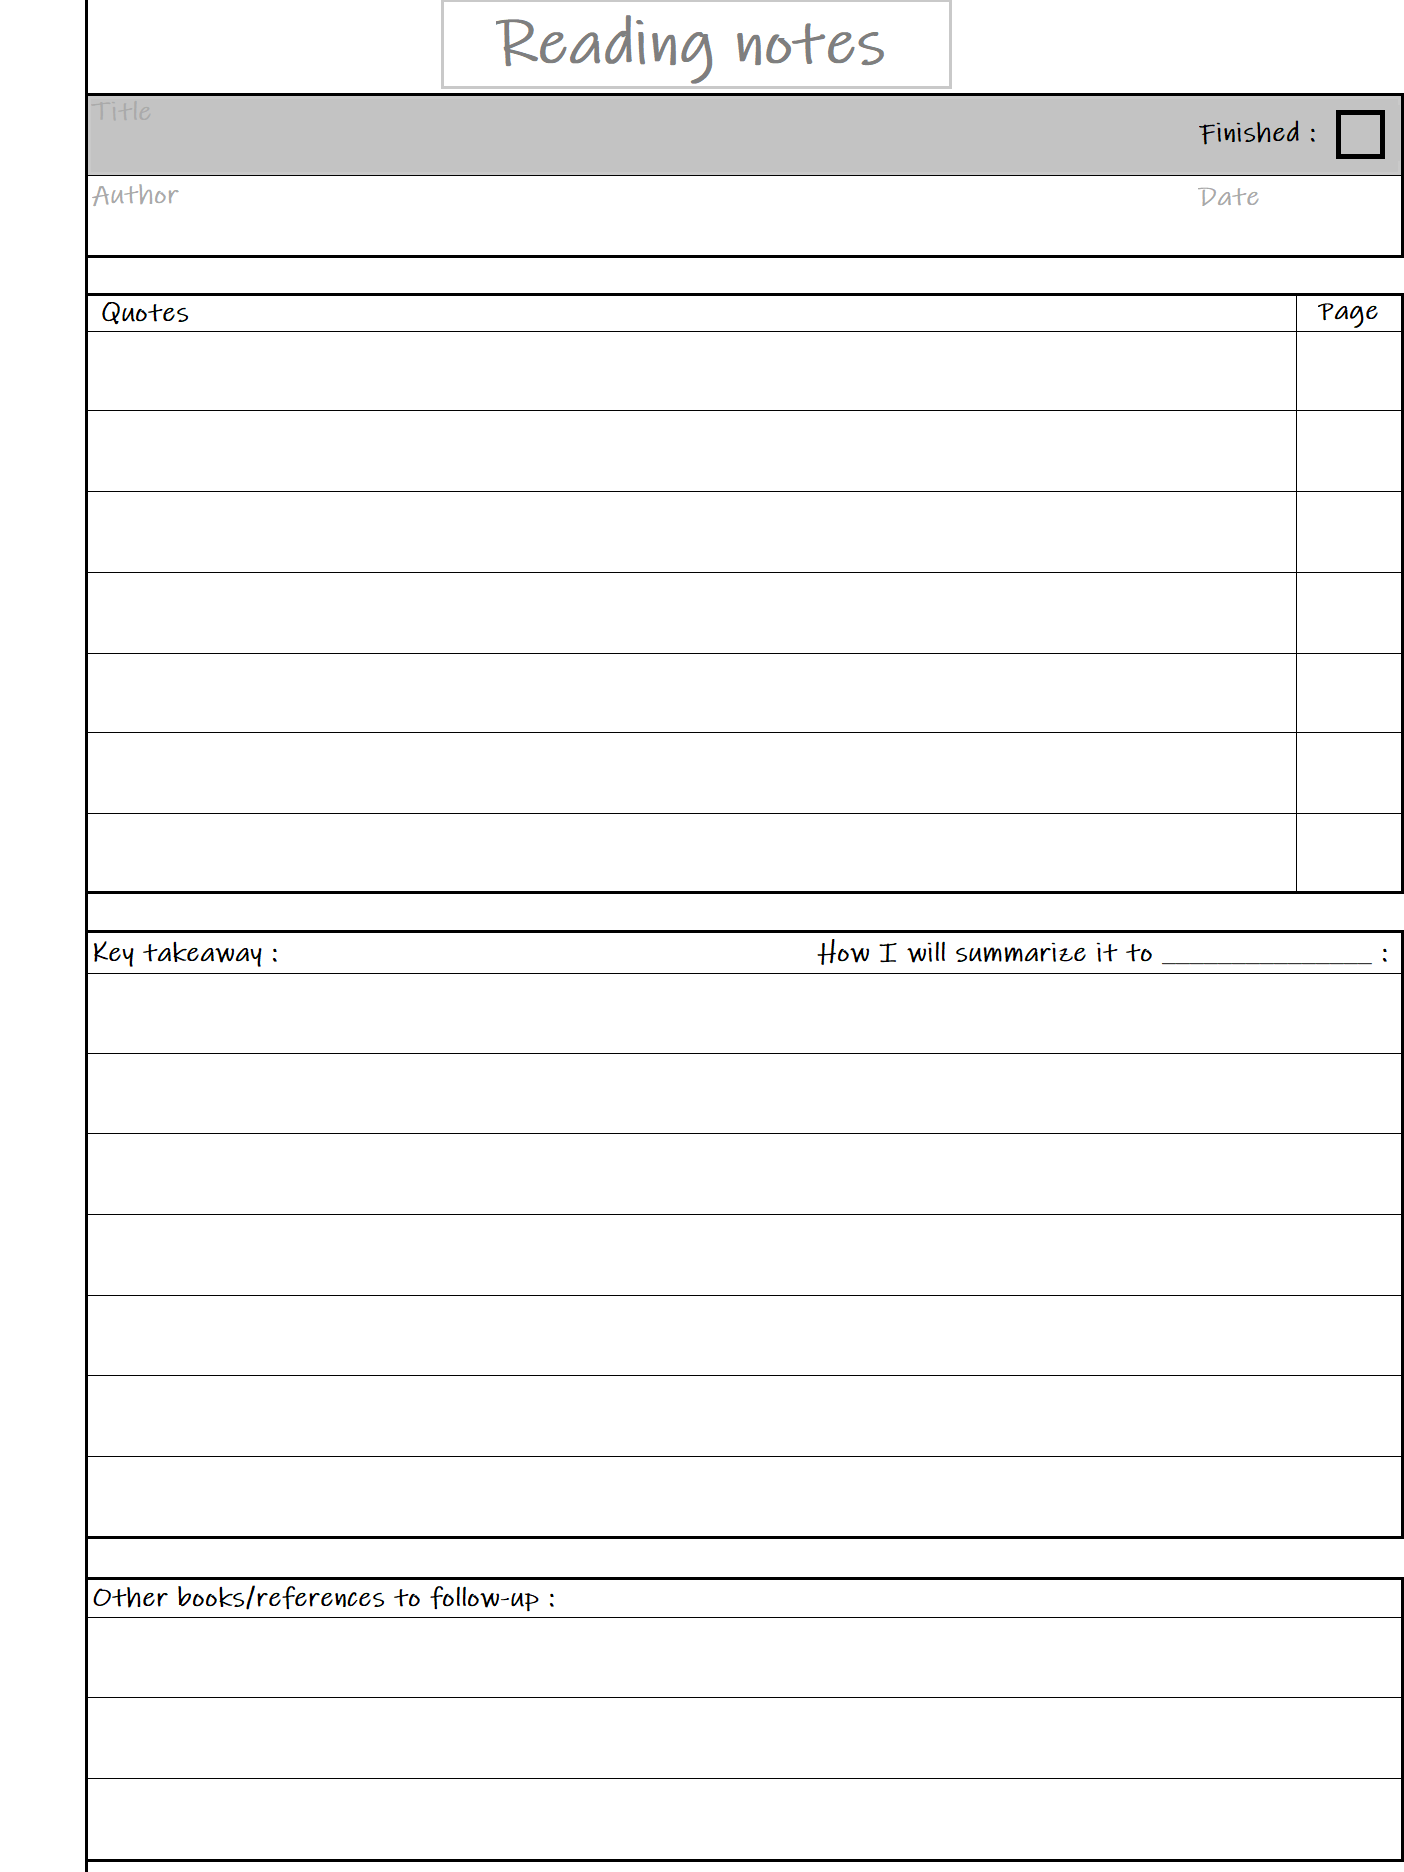 Reading notes
Title
Finished :
Author
Date
Quotes
Page
Key takeaway :
How I will summarize it to _______________ :
Other books/references to follow-up :